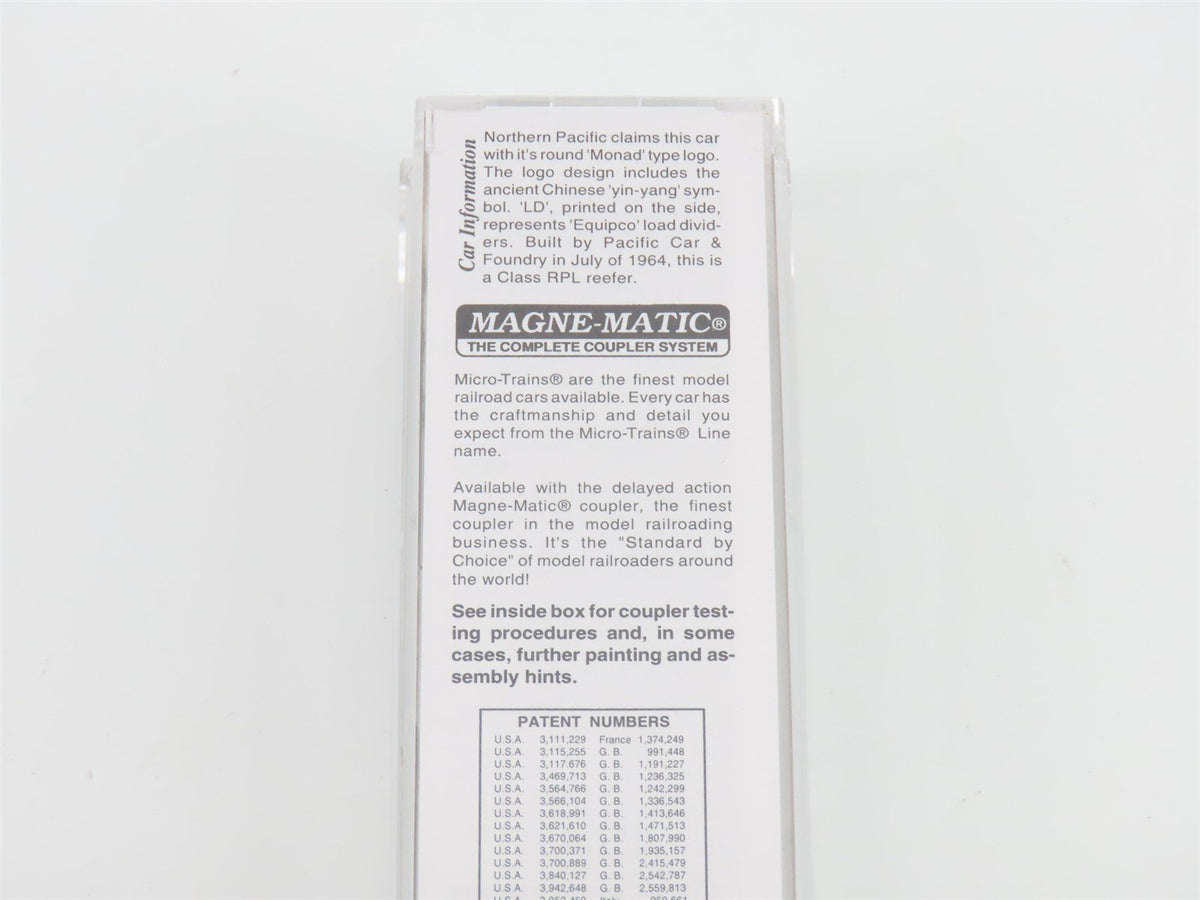 Car Information
Northern Pacific claims this car
with it's round 'Monad' type logo.
The logo design includes the
ancient Chinese 'yin-yang' sym-
bol. 'LD', printed on the side,
represents 'Equipco' load divid-
ers. Built by Pacific Car &
Foundry in July of 1964, this is
a Class RPL reefer.
MAGNE-MATIC®
THE COMPLETE COUPLER SYSTEM
Micro-Trains® are the finest model
railroad cars available. Every car has
the craftmanship and detail you
expect from the Micro-Trains® Line
name.
Available with the delayed action
Magne-Matic® coupler, the finest
coupler in the model railroading
business. It's the "Standard by
Choice" of model railroaders around
the world!
See inside box for coupler test-
ing procedures and, in some
cases, further painting and as-
sembly hints.
PATENT NUMBERS
U.S.A. 3,111,229 France 1,374,249
U.S.A. 3,115,255 G. B. 991,448
U.S.A. 3,117.676 G. B. 1,191,227
U.S.A. 3,469,713 G. B. 1,236,325
U.S.A. 3,564,766 G. B. 1,242,299
U.S.A. 3,566,104 G. B. 1,336,543
U.S.A. 3,618,991 G. B. 1,413,646
U.S.A. 3,621,610 G. B. 1,471,513
U.S.A. 3,670,064 G. B. 1,807,990
U.S.A. 3,700,371 G. B. 1,935,157
U.S.A. 3,700,889 G. B. 2,415,479
U.S.A. 3,840,127 G. B. 2,542,787
U.S.A. 3,942,648 G. B. 2,559,813